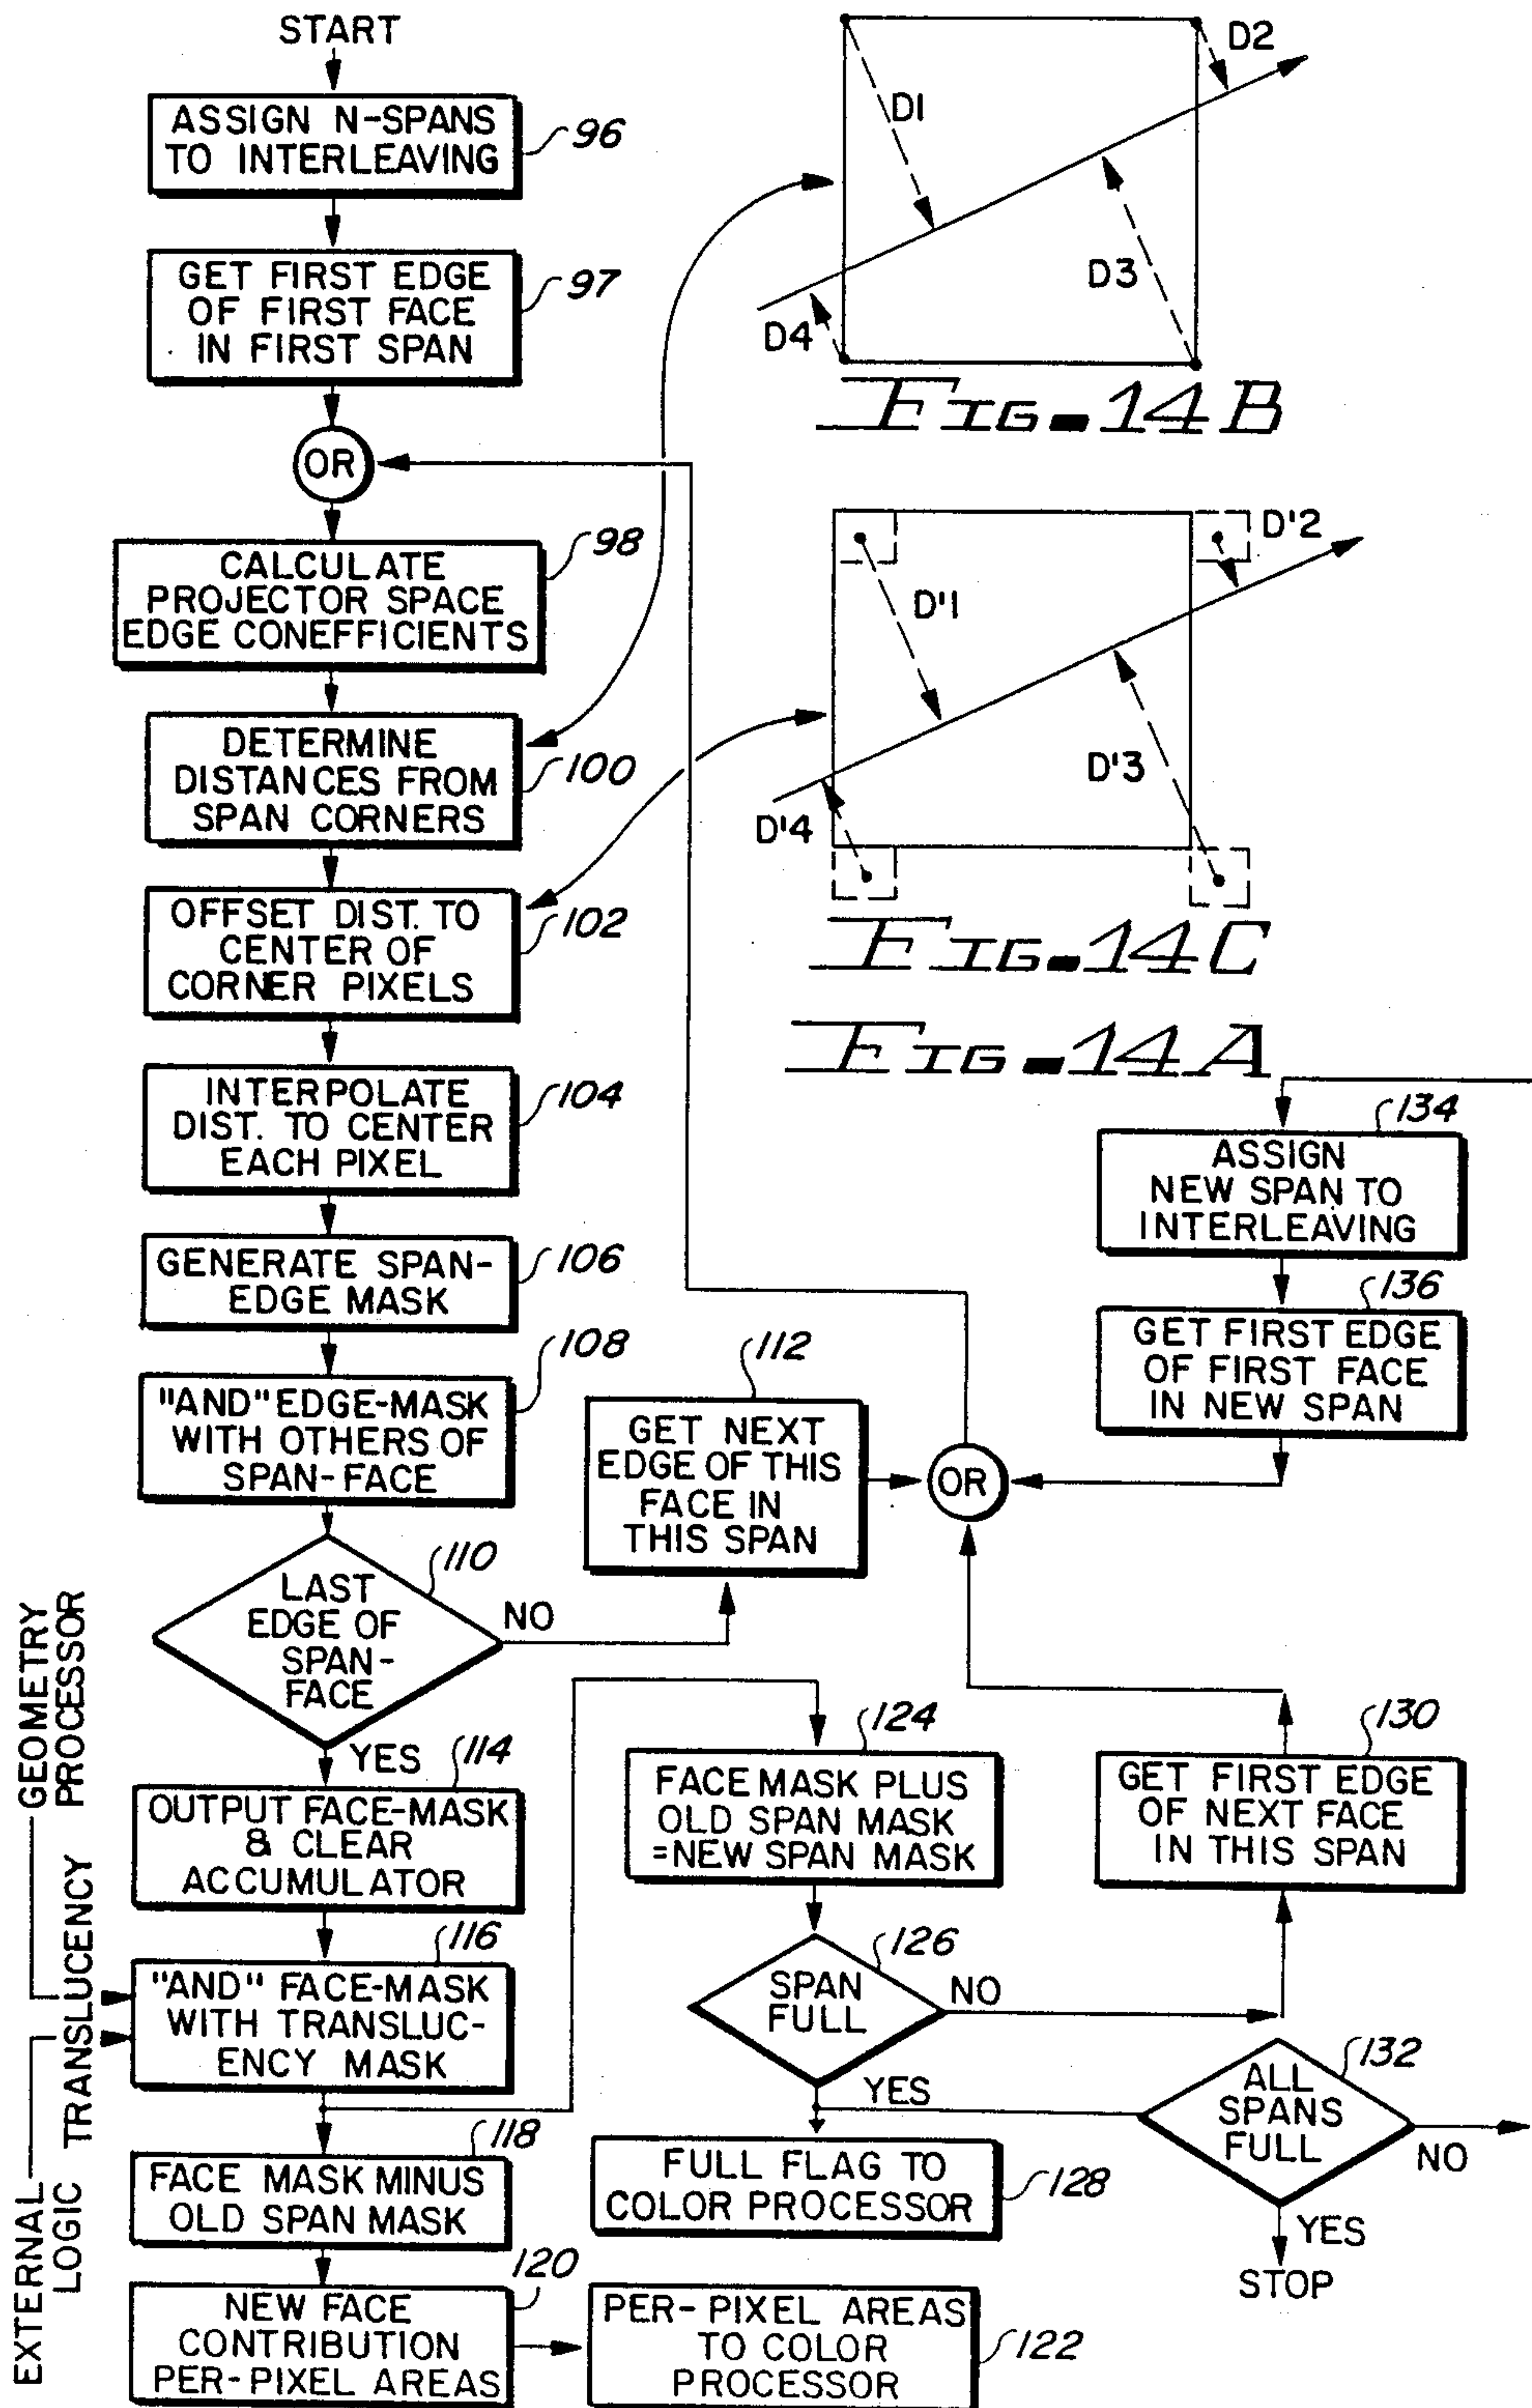 START
ASSIGN N-SPANS
TO INTERLEAVING
96
GET FIRST EDGE
OF FIRST FACE
IN FIRST SPAN
97
OR
CALCULATE
PROJECTOR SPACE
EDGE CONEFFICIENTS
98
DETERMINE
DISTANCES FROM
SPAN CORNERS
100
OFFSET DIST. TO
CENTER OF
CORNER PIXELS
102
INTERPOLATE
DIST. TO CENTER
EACH PIXEL
104
GENERATE SPAN-
EDGE MASK
106
"AND" EDGE-MASK
WITH OTHERS OF
SPAN-FACE
108
LAST
EDGE OF
SPAN-
FACE
110
NO
YES
GET NEXT
EDGE OF THIS
FACE IN
THIS SPAN
112
OUTPUT FACE-MASK
& CLEAR
ACCUMULATOR
114
"AND" FACE-MASK
WITH TRANSLUC-
ENCY MASK
116
GEOMETRY
PROCESSOR
TRANSLUCENCY
EXTERNAL
LOGIC
FACE MASK MINUS
OLD SPAN MASK
118
NEW FACE
CONTRIBUTION
PER-PIXEL AREAS
120
PER-PIXEL AREAS
TO COLOR
PROCESSOR
122
D1
D2
D3
D4
FIG-14B
D'1
D'2
D'3
D'4
FIG-14C
FIG-14A
ASSIGN
NEW SPAN TO
INTERLEAVING
134
GET FIRST EDGE
OF FIRST FACE
IN NEW SPAN
136
OR
FACE MASK PLUS
OLD SPAN MASK
=NEW SPAN MASK
124
SPAN
FULL
126
NO
YES
FULL FLAG TO
COLOR PROCESSOR
128
GET FIRST EDGE
OF NEXT FACE
IN THIS SPAN
130
ALL
SPANS
FULL
132
NO
YES
STOP